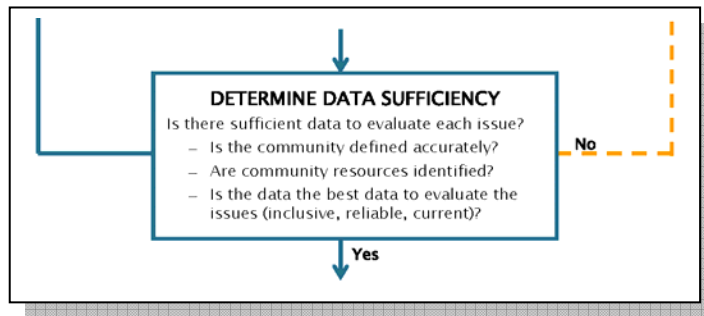 DETERMINE DATA SUFFICIENCY
Is there sufficient data to evaluate each issue?
– Is the community defined accurately?
– Are community resources identified?
– Is the data the best data to evaluate the
issues (inclusive, reliable, current)?
No
Yes